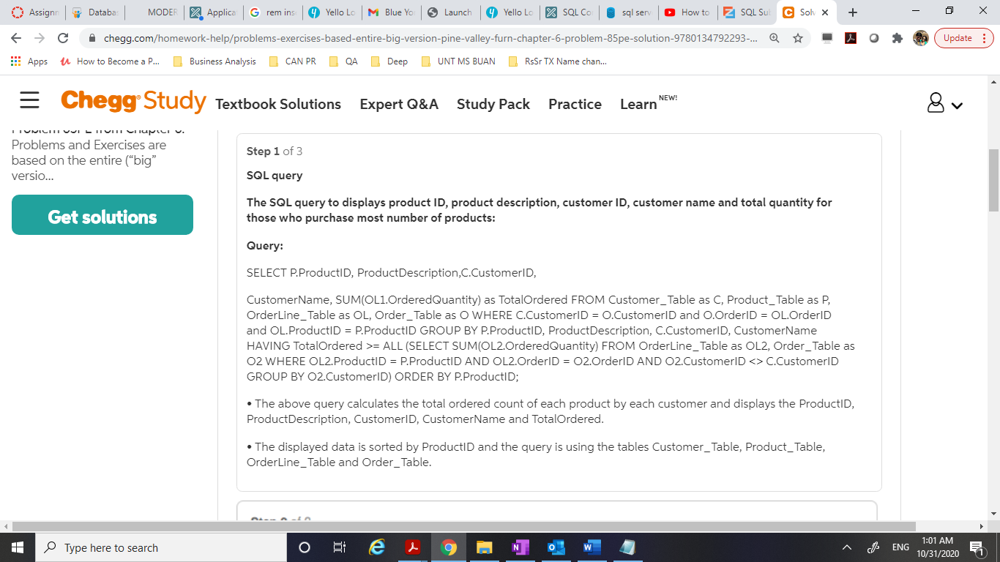 Assignn
Databas
MODER
Applica
rem ins
Yello Lo
Blue Yo
Launch
Yello Lo
SQL Co
sql serv
How to
SQL Sub
Solv
chegg.com/homework-help/problems-exercises-based-entire-big-version-pine-valley-furn-chapter-6-problem-85pe-solution-9780134792293-...
Update
Apps
How to Become a P...
Business Analysis
CAN PR
QA
Deep
UNT MS BUAN
RsSr TX Name chan...
Chegg Study
Textbook Solutions
Expert Q&A
Study Pack
Practice
Learn NEW!
Problem 85PE from Chapter 6:
Problems and Exercises are
based on the entire (“big”
versio...
Get solutions
Step 1 of 3
SQL query
The SQL query to displays product ID, product description, customer ID, customer name and total quantity for
those who purchase most number of products:
Query:
SELECT P.ProductID, ProductDescription,C.CustomerID,
CustomerName, SUM(OL1.OrderedQuantity) as TotalOrdered FROM Customer_Table as C, Product_Table as P,
OrderLine_Table as OL, Order_Table as O WHERE C.CustomerID = O.CustomerID and O.OrderID = OL.OrderID
and OL.ProductID = P.ProductID GROUP BY P.ProductID, ProductDescription, C.CustomerID, CustomerName
HAVING TotalOrdered >= ALL (SELECT SUM(OL2.OrderedQuantity) FROM OrderLine_Table as OL2, Order_Table as
O2 WHERE OL2.ProductID = P.ProductID AND OL2.OrderID = O2.OrderID AND O2.CustomerID <> C.CustomerID
GROUP BY O2.CustomerID) ORDER BY P.ProductID;
• The above query calculates the total ordered count of each product by each customer and displays the ProductID,
ProductDescription, CustomerID, CustomerName and TotalOrdered.
• The displayed data is sorted by ProductID and the query is using the tables Customer_Table, Product_Table,
OrderLine_Table and Order_Table.
Type here to search
ENG
1:01 AM
10/31/2020
1